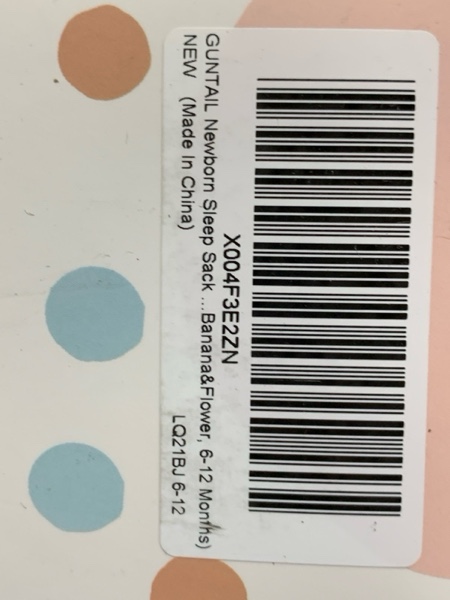 X004F3E2ZN
GUNTAIL Newborn Sleep Sack ...Banana&Flower, 6-12 Months)
NEW (Made In China) LQ21BJ 6-12